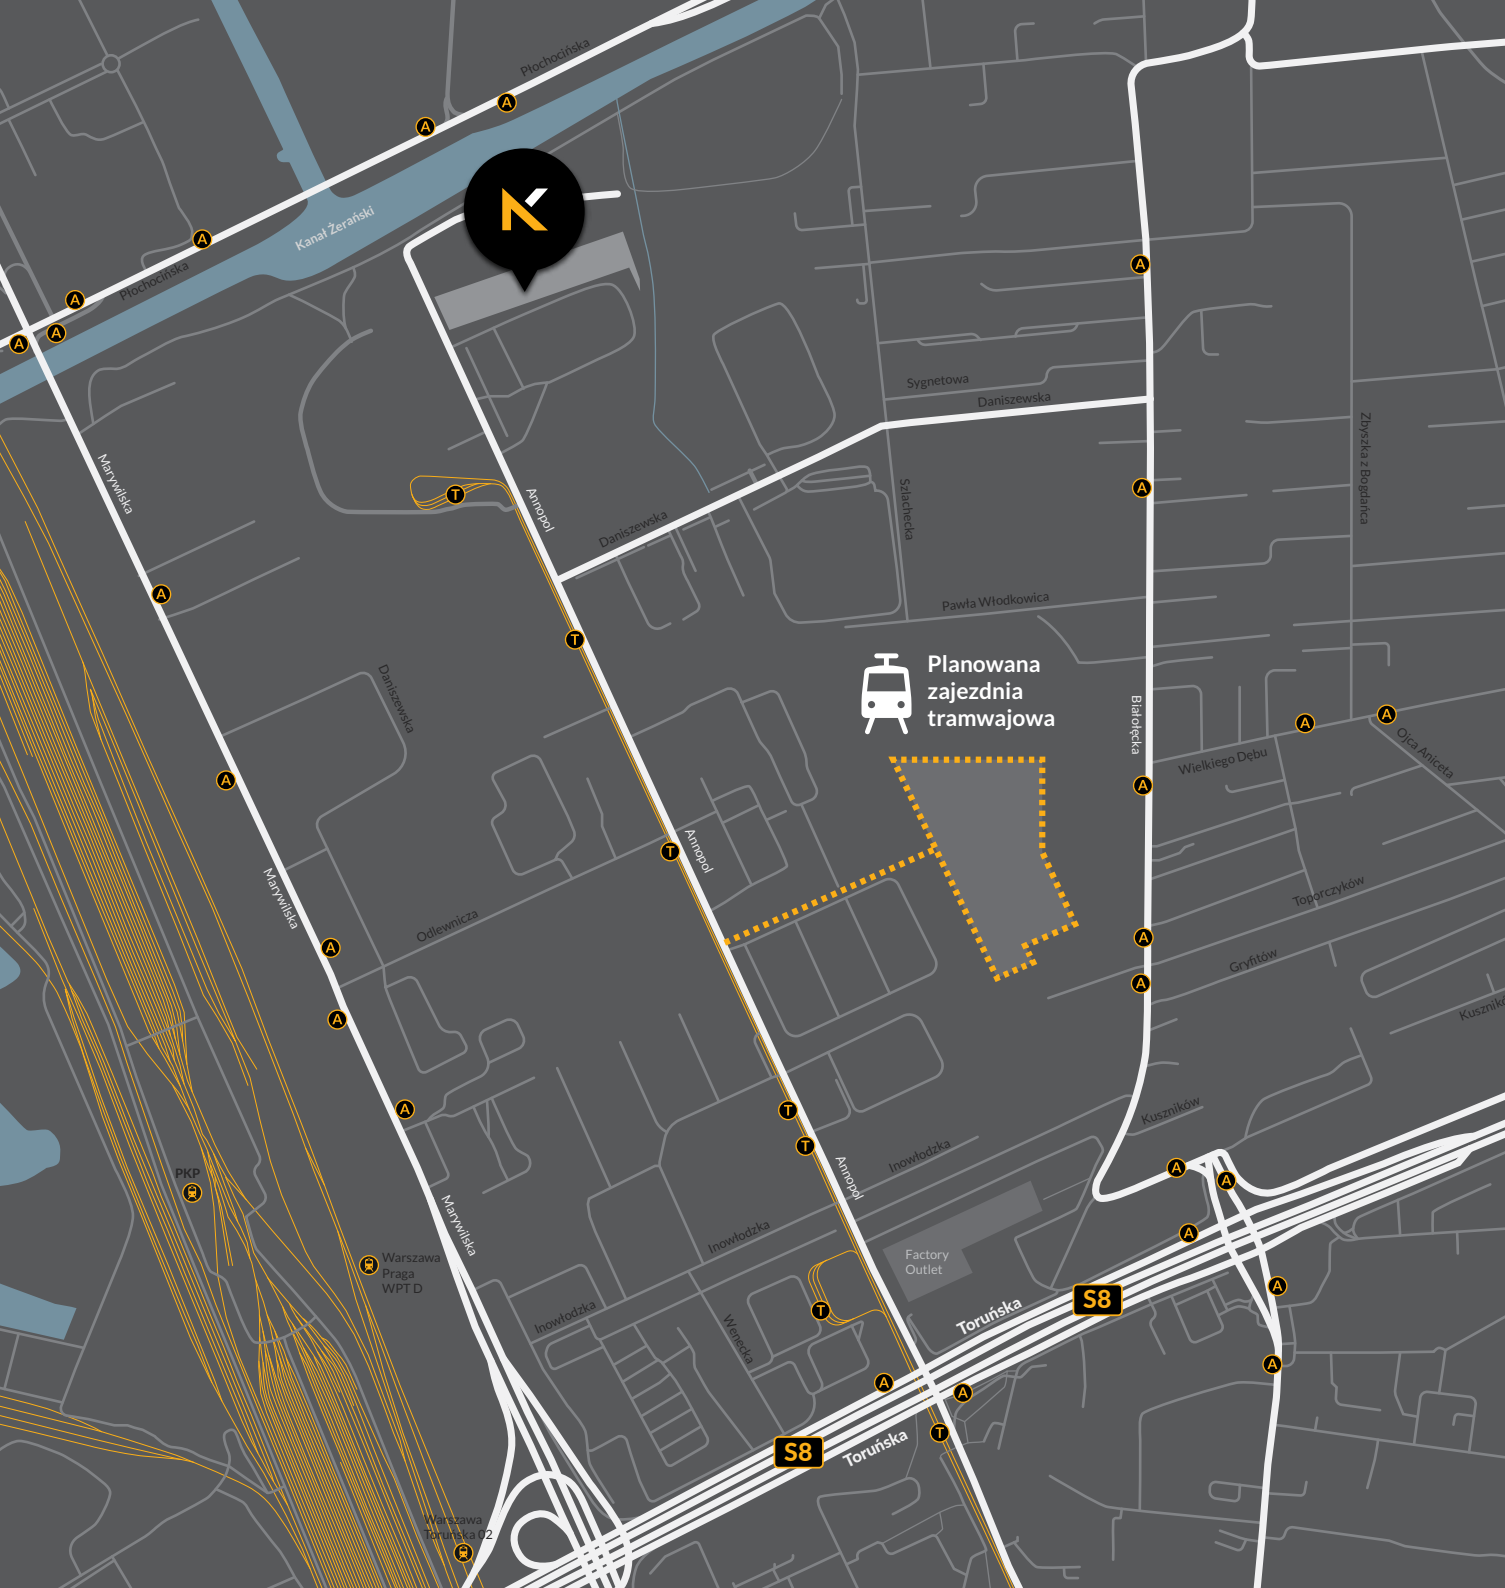 Płochocińska
A
A
Kanał Żerański
A
Płochocińska
A
A
A
A
Sygnetowa
Daniszewska
Zbyszka z Bogdańca
Marywilska
T
Annopol
A
Szlachecka
Daniszewska
A
Pawła Włodkowica
T
Planowana
zajezdnia
tramwajowa
Daniszewska
Białołęcka
A
A
Ojca Aniceta
Wielkiego Dębu
A
A
T
Annopol
Marywilska
Toporczyków
Odlewnicza
A
A
Gryfitów
A
Kuszników
A
A
T
Kuszników
T
Inowłodzka
PKP
Annopol
A
A
Marywilska
Inowłodzka
A
Factory
Outlet
Warszawa
Praga
WPT D
A
S8
T
Toruńska
Inowłodzka
Wenecka
A
A
A
T
Toruńska
S8
Warszawa
Toruńska 02